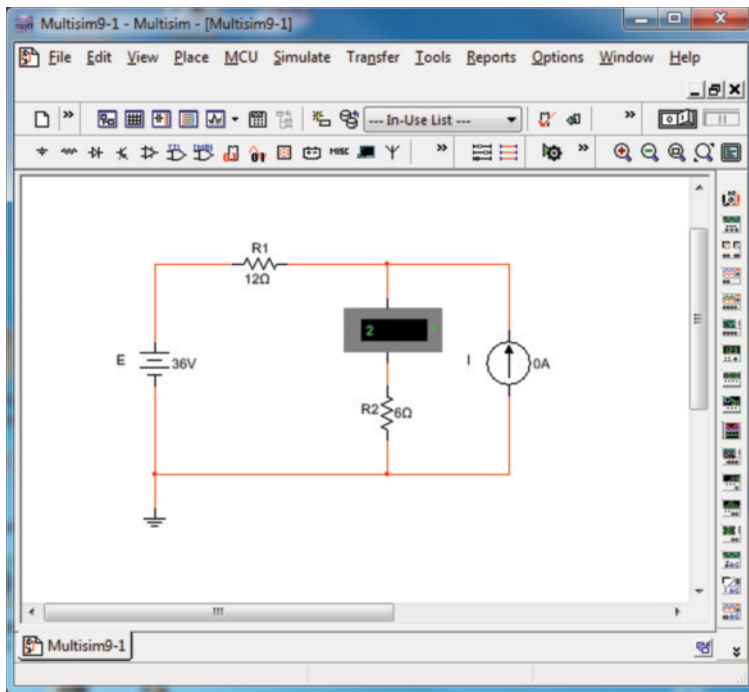 Multisim9-1 - Multisim - [Multisim9-1]
File Edit View Place MCU Simulate Transfer Tools Reports Options Window Help
--- In-Use List ---
MISC
R1
12Ω
2
E
36V
I
0A
R2
6Ω
Multisim9-1